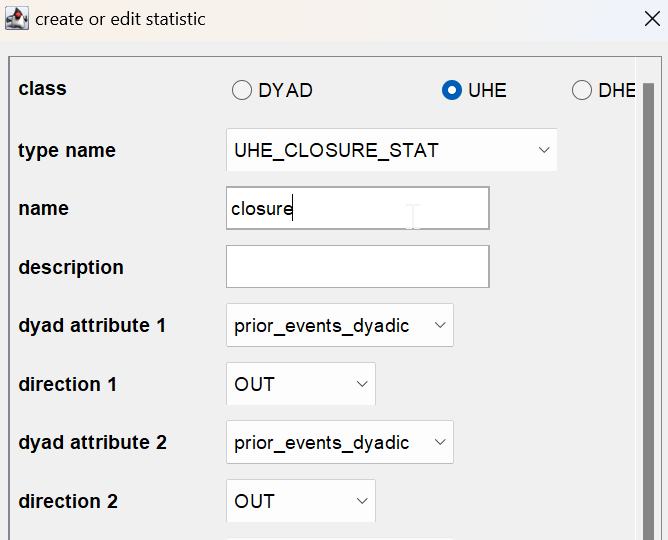 create or edit statistic
class DYAD UHE DHE
type name UHE_CLOSURE_STAT
name closure
description
dyad attribute 1 prior_events_dyadic
direction 1 OUT
dyad attribute 2 prior_events_dyadic
direction 2 OUT